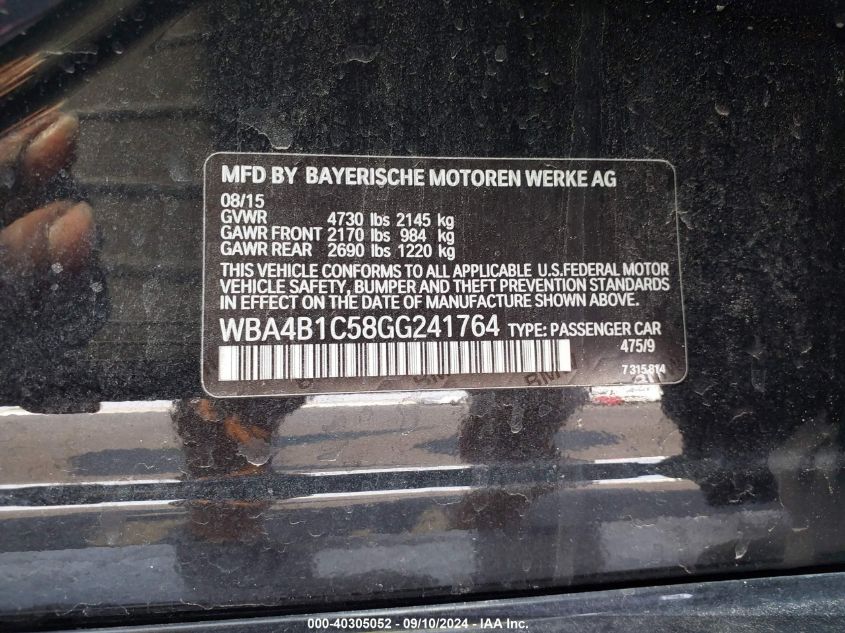 MFD BY BAYERISCHE MOTOREN WERKE AG
08/15
GVWR 4730 lbs 2145 kg
GAWR FRONT 2170 lbs 984 kg
GAWR REAR 2690 lbs 1220 kg
THIS VEHICLE CONFORMS TO ALL APPLICABLE U.S.FEDERAL MOTOR
VEHICLE SAFETY, BUMPER, AND THEFT PREVENTION STANDARDS
IN EFFECT ON THE DATE OF MANUFACTURE SHOWN ABOVE.
WBA4B1C58GG241764 TYPE: PASSENGER CAR
475/9
7 315 814
000-40305052 - 09/10/2024 - IAA Inc.